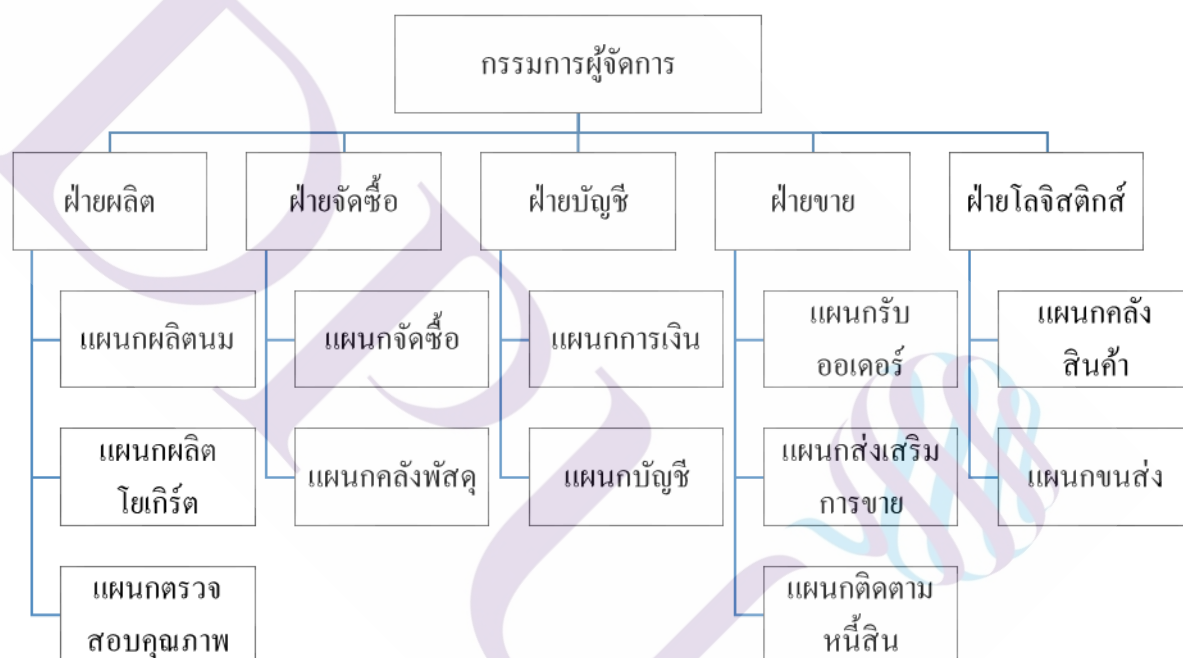 กรรมการผู้จัดการ
ฝ่ายผลิต
ฝ่ายจัดซื้อ
ฝ่ายบัญชี
ฝ่ายขาย
ฝ่ายโลจิสติกส์
แผนกผลิตนม
แผนกจัดซื้อ
แผนกการเงิน
แผนกรับ
ออเดอร์
แผนกคลัง
สินค้า
แผนกผลิต
โยเกิร์ต
แผนกคลังพัสดุ
แผนกบัญชี
แผนกส่งเสริม
การขาย
แผนกขนส่ง
แผนกตรวจ
สอบคุณภาพ
แผนกติดตาม
หนี้สิน
DPU